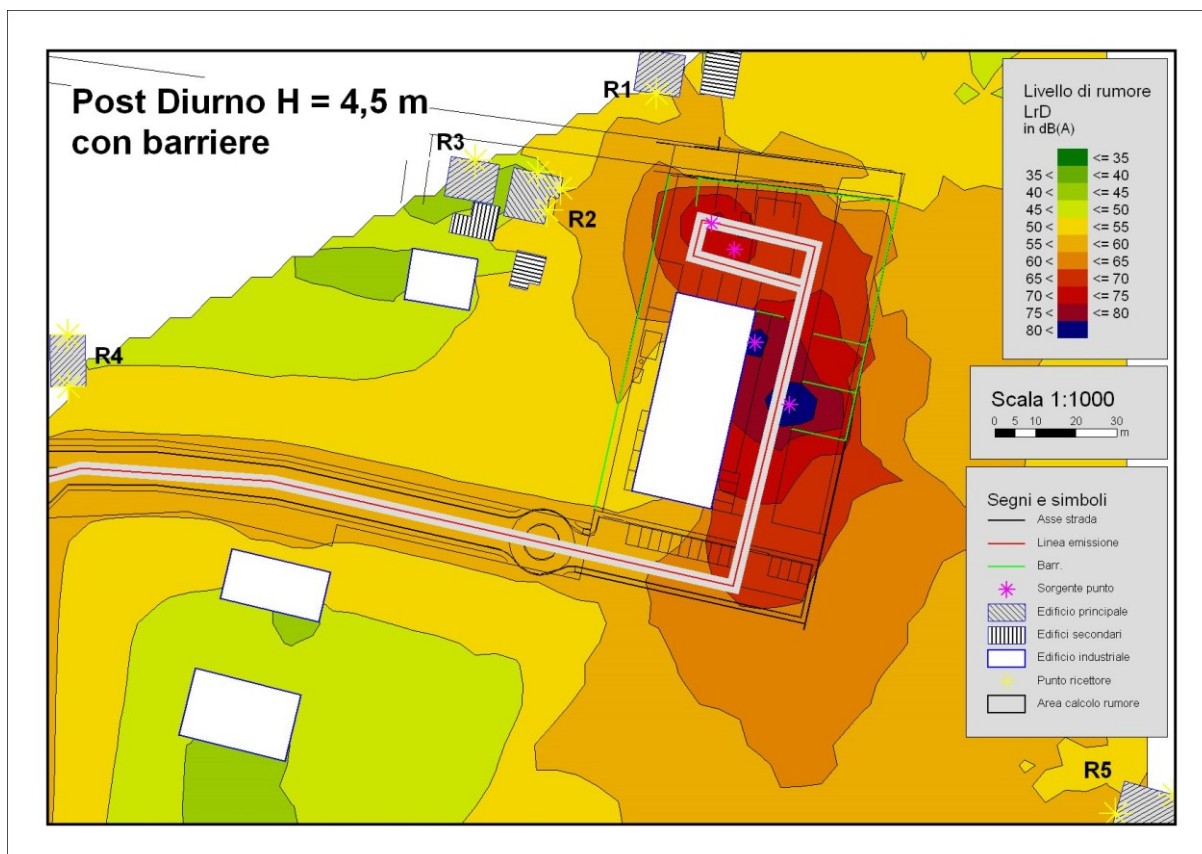 Post Diurno H = 4,5 m
con barriere
R1
R3
R2
R4
R5
Livello di rumore
LrD
in dB(A)
<= 35
35 < <= 40
40 < <= 45
45 < <= 50
50 < <= 55
55 < <= 60
60 < <= 65
65 < <= 70
70 < <= 75
75 < <= 80
80 <
Scala 1:1000
0 5 10 20 30
m
Segni e simboli
Asse strada
Linea emissione
Barr.
Sorgente punto
Edificio principale
Edifici secondari
Edificio industriale
Punto ricettore
Area calcolo rumore